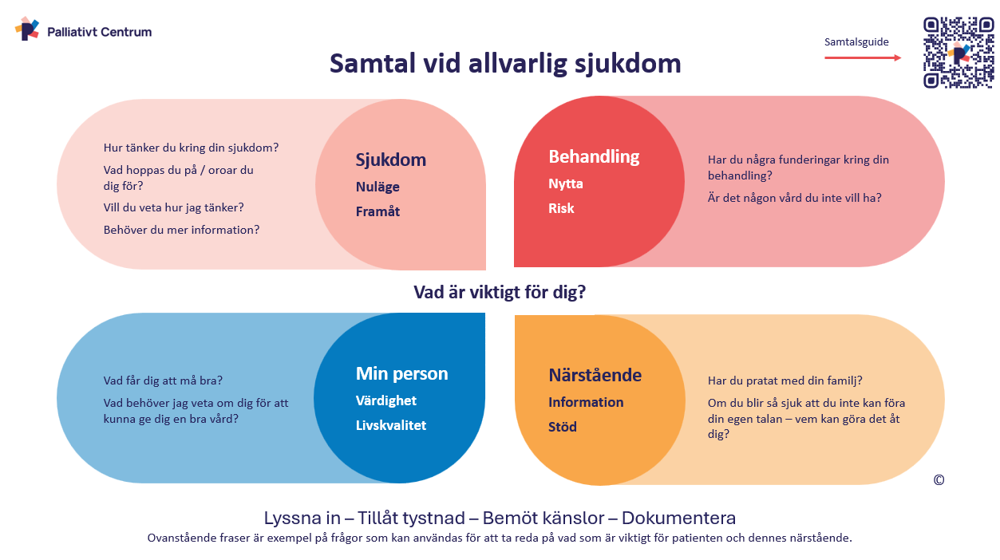 Palliativt Centrum
Samtalsguide
Samtal vid allvarlig sjukdom
Hur tänker du kring din sjukdom?
Vad hoppas du på / oroar du
dig för?
Vill du veta hur jag tänker?
Behöver du mer information?
Sjukdom
Nuläge
Framåt
Behandling
Nytta
Risk
Har du några funderingar kring din
behandling?
Är det någon vård du inte vill ha?
Vad är viktigt för dig?
Vad får dig att må bra?
Vad behöver jag veta om dig för att
kunna ge dig en bra vård?
Min person
Värdighet
Livskvalitet
Närstående
Information
Stöd
Har du pratat med din familj?
Om du blir så sjuk att du inte kan föra
din egen talan – vem kan göra det åt
dig?
©
Lyssna in – Tillåt tystnad – Bemöt känslor – Dokumentera
Ovanstående fraser är exempel på frågor som kan användas för att ta reda på vad som är viktigt för patienten och dennes närstående.